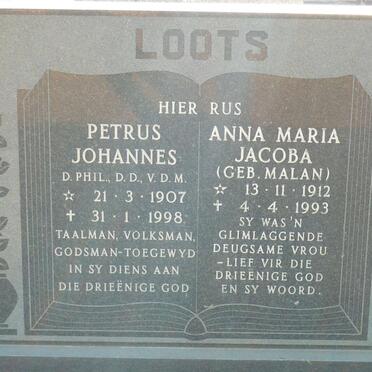 LOOTS
HIER RUS
PETRUS
JOHANNES
D. PHIL., D. D., V. D. M.
☆ 21 · 3 · 1907
✝ 31 · 1 · 1998
TAALMAN, VOLKSMAN,
GODSMAN-TOEGEWYD
IN SY DIENS AAN
DIE DRIEËNIGE GOD
ANNA MARIA
JACOBA
(GEB. MALAN)
☆ 13 · 11 · 1912
✝ 4 · 4 · 1993
SY WAS'N
GLIMLAGGENDE
DEUGSAME VROU
–LIEF VIR DIE
DRIEENIGE GOD
EN SY WOORD.